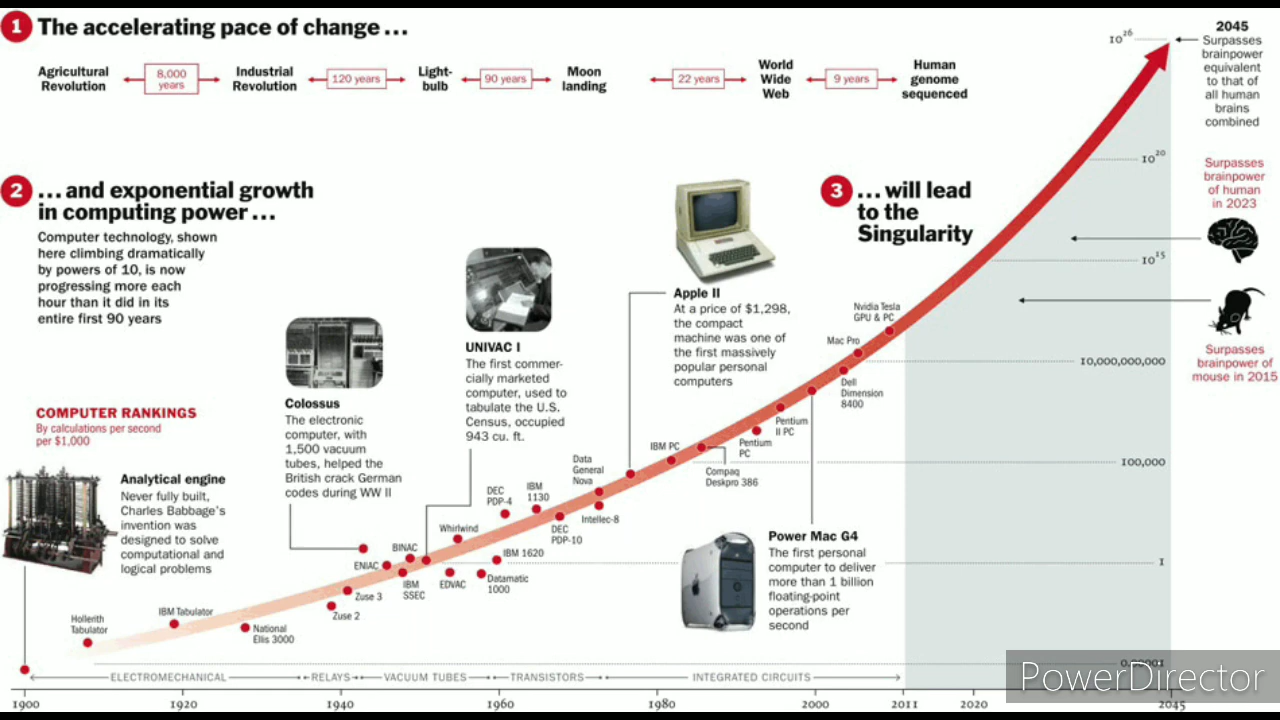 1 The accelerating pace of change ...
Agricultural
Revolution
8,000
years
Industrial
Revolution
120 years
Light-
bulb
90 years
Moon
landing
22 years
World
Wide
Web
9 years
Human
genome
sequenced
2 ... and exponential growth
in computing power ...
Computer technology, shown
here climbing dramatically
by powers of 10, is now
progressing more each
hour than it did in its
entire first 90 years
3 ... will lead
to the
Singularity
2045
Surpasses
brainpower
equivalent
to that of
all human
brains
combined
Surpasses
brainpower
of human
in 2023
Surpasses
brainpower of
mouse in 2015
COMPUTER RANKINGS
By calculations per second
per $1,000
Analytical engine
Never fully built,
Charles Babbage's
invention was
designed to solve
computational and
logical problems
Colossus
The electronic
computer, with
1,500 vacuum
tubes, helped the
British crack German
codes during WW II
UNIVAC I
The first commer-
cially marketed
computer, used to
tabulate the U.S.
Census, occupied
943 cu. ft.
Apple II
At a price of $1,298,
the compact
machine was one of
the first massively
popular personal
computers
Power Mac G4
The first personal
computer to deliver
more than 1 billion
floating-point
operations per
second
Hollerith
Tabulator
IBM Tabulator
National
Ellis 3000
Zuse 2
Zuse 3
ENIAC
BINAC
IBM
SSEC
Whirlwind
EDVAC
Datamatic
1000
IBM 1620
DEC
PDP-4
IBM
1130
DEC
PDP-10
Data
General
Nova
Intellec-8
IBM PC
Compaq
Deskpro 386
Pentium
PC
Pentium
II PC
Dell
Dimension
8400
Mac Pro
Nvidia Tesla
GPU & PC
10²⁶
10²⁰
10¹⁵
10,000,000,000
100,000
1
0.00001
ELECTROMECHANICAL
RELAYS
VACUUM TUBES
TRANSISTORS
INTEGRATED CIRCUITS
1900
1920
1940
1960
1980
2000
2011
2020
2045
PowerDirector